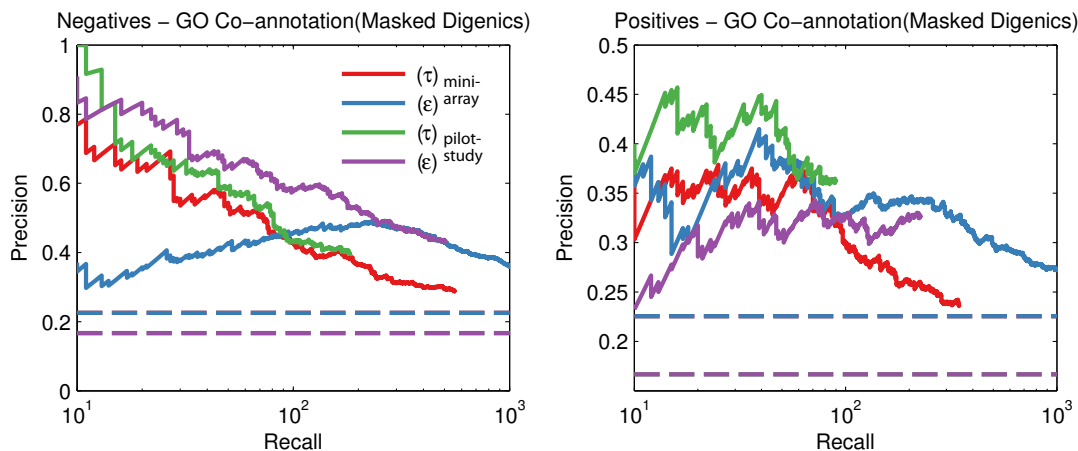 Negatives − GO Co−annotation(Masked Digenics)
1
0.8
0.6
0.4
0.2
0
Precision
10^1
10^2
10^3
Recall
(τ) mini-
(ε) array
(τ) pilot-
(ε) study
Positives − GO Co−annotation(Masked Digenics)
0.5
0.45
0.4
0.35
0.3
0.25
0.2
Precision
10^1
10^2
10^3
Recall